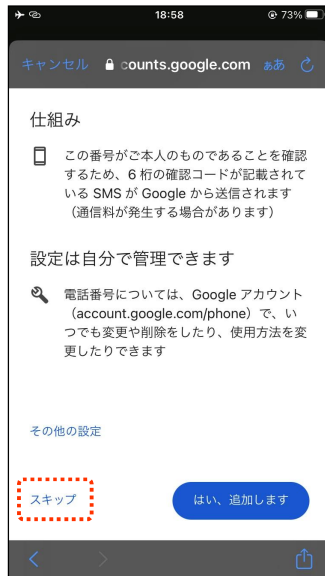 18:58
73%
キャンセル counts.google.com ああ
仕組み
この番号がご本人のものであることを確認
するため、6 桁の確認コードが記載されて
いる SMS が Google から送信されます
（通信料が発生する場合があります）
設定は自分で管理できます
電話番号については、Google アカウント
（account.google.com/phone）で、い
つでも変更や削除をしたり、使用方法を変
更したりできます
その他の設定
スキップ はい、追加します